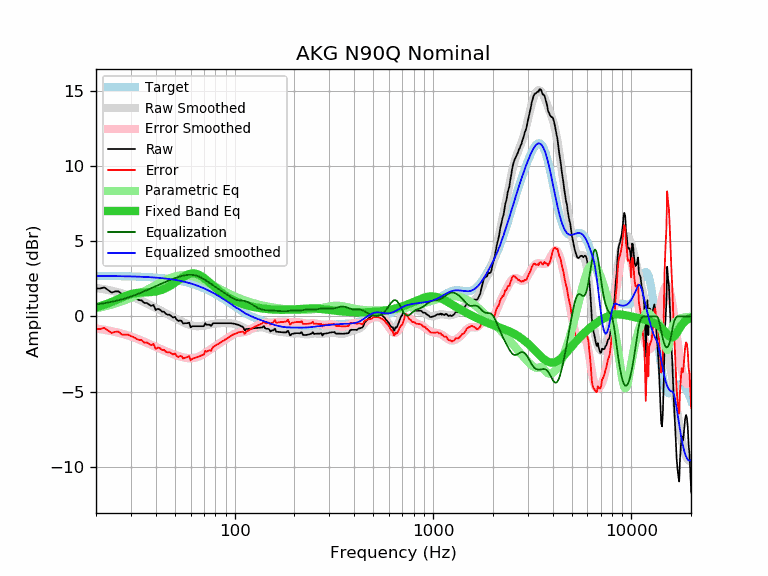 AKG N90Q Nominal
Amplitude (dBr)
15
10
5
0
−5
−10
Target
Raw Smoothed
Error Smoothed
Raw
Error
Parametric Eq
Fixed Band Eq
Equalization
Equalized smoothed
100 1000 10000
Frequency (Hz)